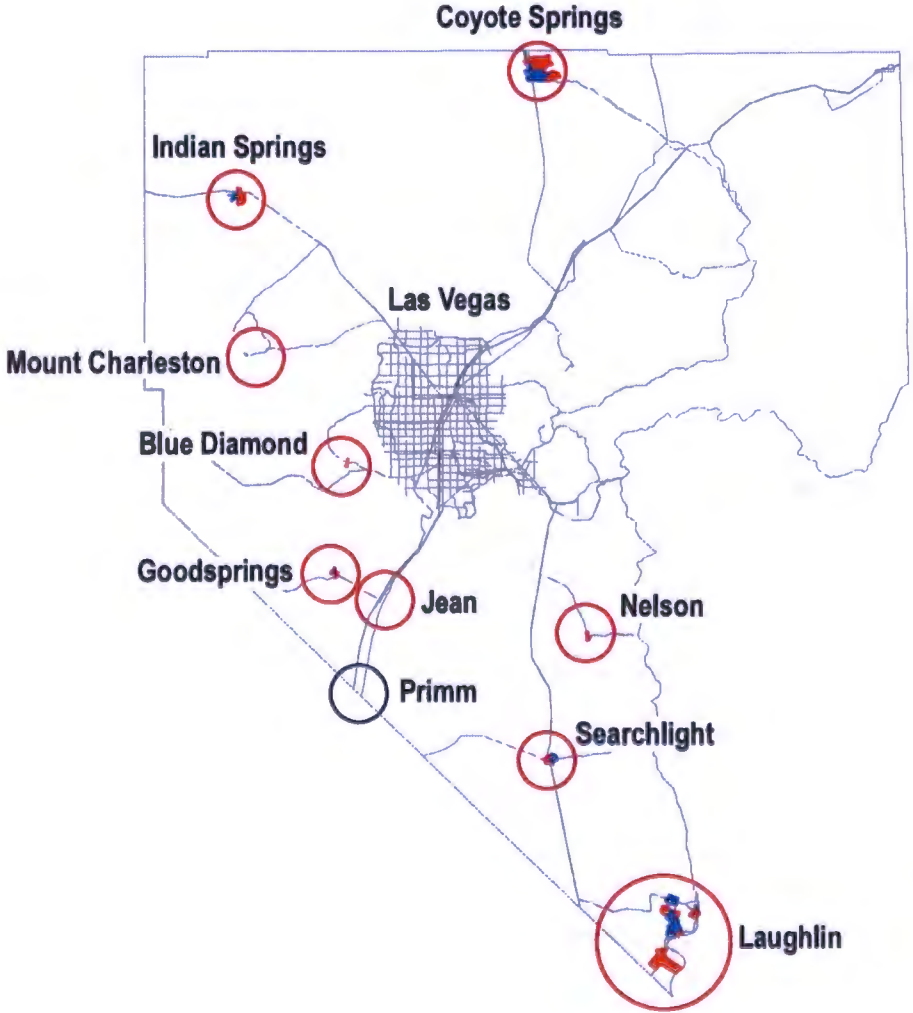 Coyote Springs
Indian Springs
Las Vegas
Mount Charleston
Blue Diamond
Goodsprings
Jean
Nelson
Primm
Searchlight
Laughlin